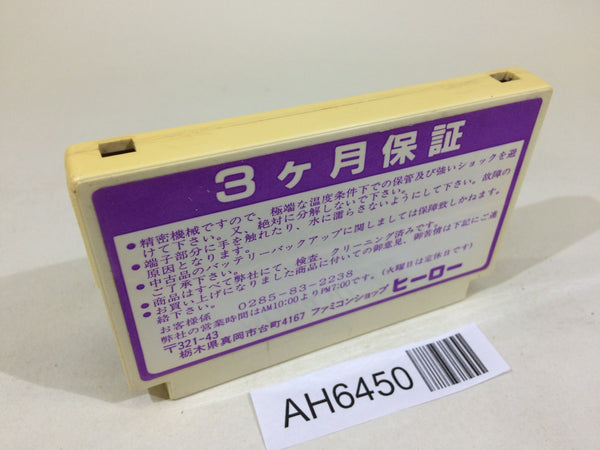 3ヶ月保証
●精密機械ですので、極端な温度条件下での保管及び強いショックを避
けて下さい。又、絶対に分解しないで下さい。
●端子部分に手を触れたり、水に濡らさないようにして下さい。故障の
原因となります。
●中古品のバッテリーバックアップに関しましては保障致しかねます。
ご了承下さい。
●商品はすべて弊社にて、検査、クリーニング済みです。
●お買い上げになりました商品に付いての御意見、御苦情は下記にご連
絡下さい。
お客様係 0285-83-2238
弊社の営業時間はAM10:00よりPM7:00です。(火曜日は定休日です)
〒321-43
栃木県真岡市台町4167 ファミコンショップ ヒーロー
AH6450